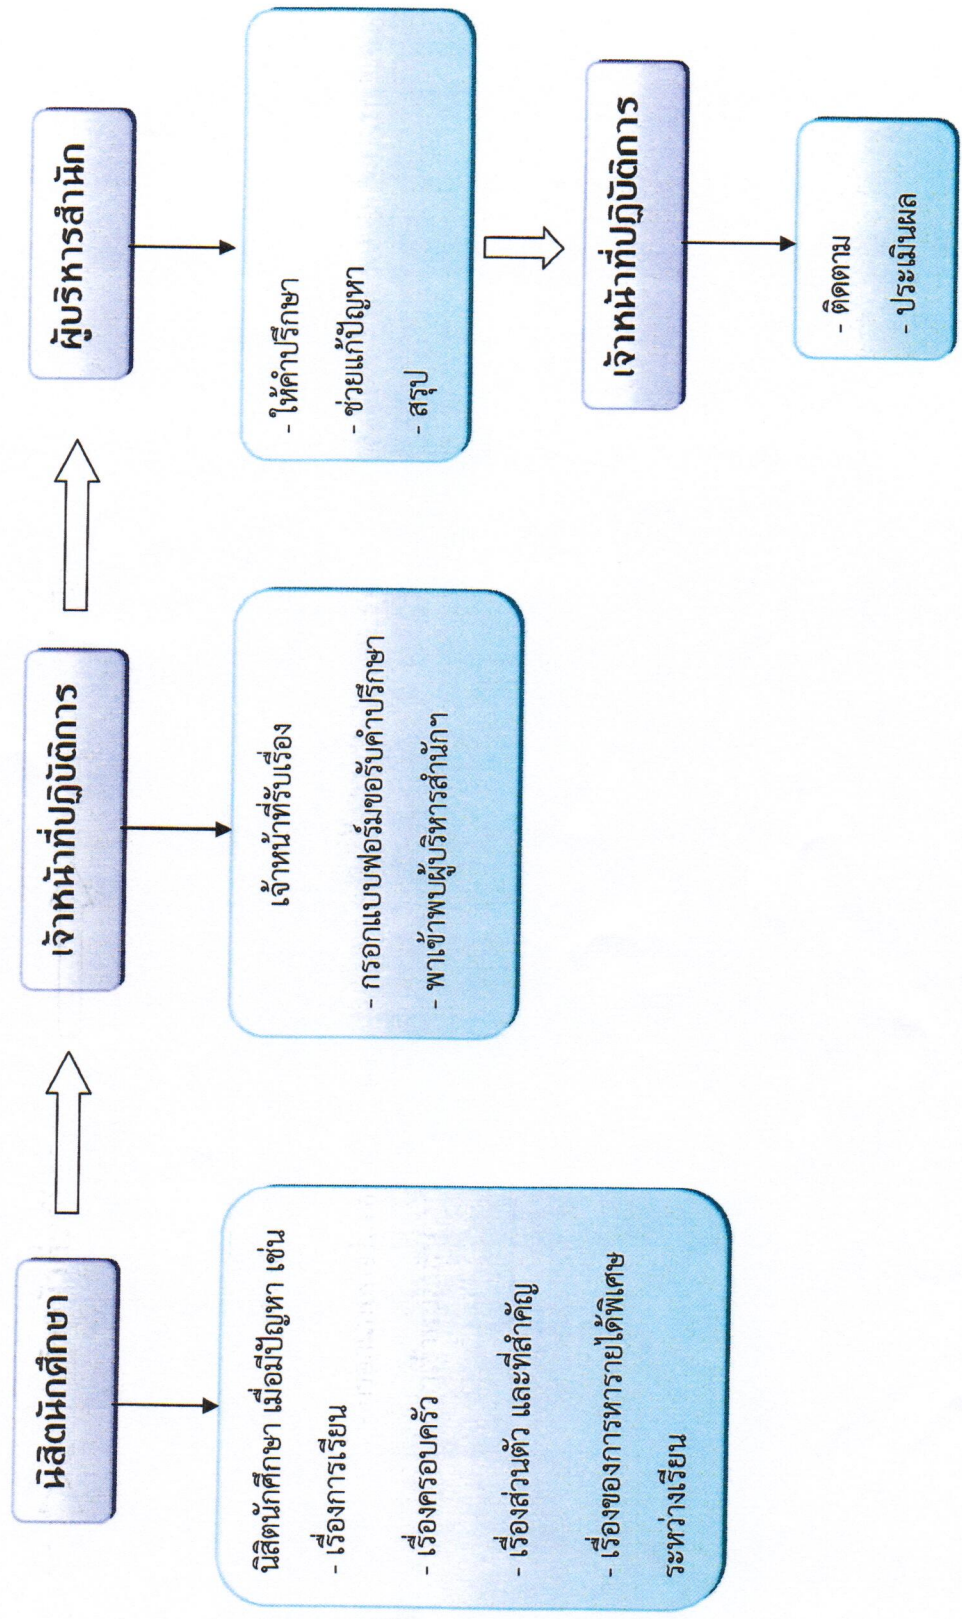 นิสิตนักศึกษา
นิสิตนักศึกษา เมื่อมีปัญหา เช่น
- เรื่องการเรียน
- เรื่องครอบครัว
- เรื่องส่วนตัว และที่สำคัญ
- เรื่องของการหารายได้พิเศษ
ระหว่างเรียน
เจ้าหน้าที่ปฏิบัติการ
เจ้าหน้าที่รับเรื่อง
- กรอกแบบฟอร์มขอรับคำปรึกษา
- พาเข้าพบผู้บริหารสำนักฯ
ผู้บริหารสำนัก
- ให้คำปรึกษา
- ช่วยแก้ปัญหา
- สรุป
เจ้าหน้าที่ปฏิบัติการ
- ติดตาม
- ประเมินผล